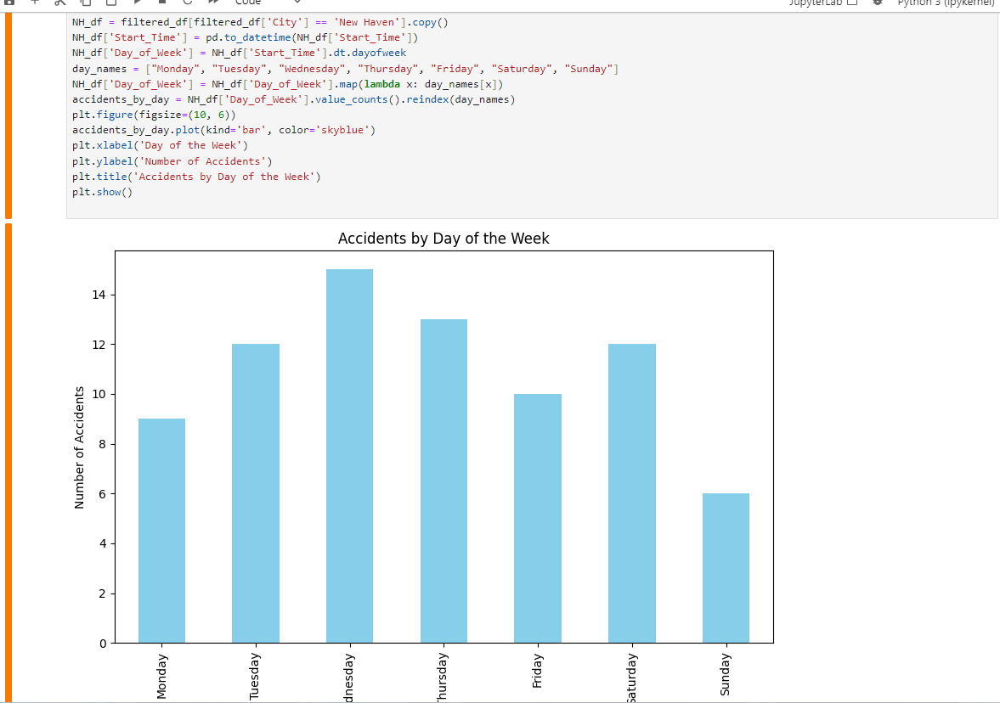 Code
JupyterLab
Python 3 (ipykernel)
NH_df = filtered_df[filtered_df['City'] == 'New Haven'].copy()
NH_df['Start_Time'] = pd.to_datetime(NH_df['Start_Time'])
NH_df['Day_of_Week'] = NH_df['Start_Time'].dt.dayofweek
day_names = ["Monday", "Tuesday", "Wednesday", "Thursday", "Friday", "Saturday", "Sunday"]
NH_df['Day_of_Week'] = NH_df['Day_of_Week'].map(lambda x: day_names[x])
accidents_by_day = NH_df['Day_of_Week'].value_counts().reindex(day_names)
plt.figure(figsize=(10, 6))
accidents_by_day.plot(kind='bar', color='skyblue')
plt.xlabel('Day of the Week')
plt.ylabel('Number of Accidents')
plt.title('Accidents by Day of the Week')
plt.show()
Accidents by Day of the Week
Number of Accidents
14
12
10
8
6
4
2
0
Monday
Tuesday
dnesday
hursday
Friday
aturday
Sunday